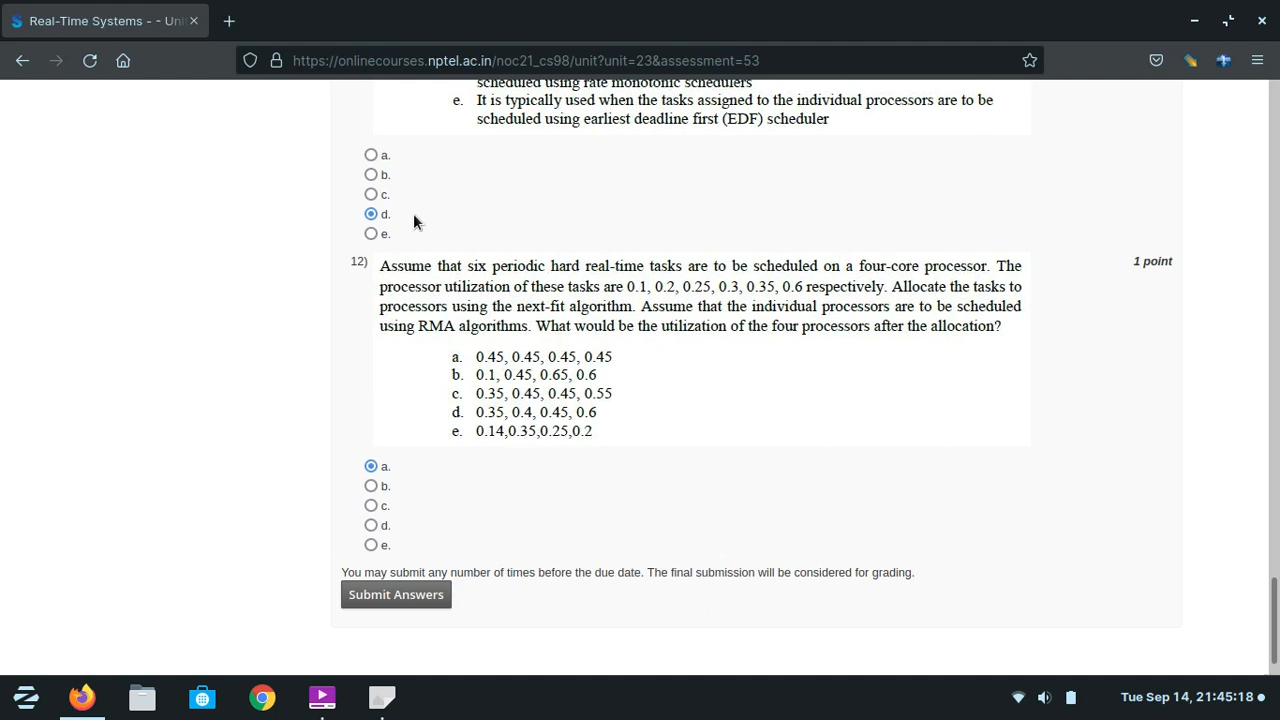 Real-Time Systems - - Uni
https://onlinecourses.nptel.ac.in/noc21_cs98/unit?unit=23&assessment=53
scheduled using rate monotonic schedulers
e. It is typically used when the tasks assigned to the individual processors are to be
scheduled using earliest deadline first (EDF) scheduler
a.
b.
c.
d.
e.
12) Assume that six periodic hard real-time tasks are to be scheduled on a four-core processor. The 1 point
processor utilization of these tasks are 0.1, 0.2, 0.25, 0.3, 0.35, 0.6 respectively. Allocate the tasks to
processors using the next-fit algorithm. Assume that the individual processors are to be scheduled
using RMA algorithms. What would be the utilization of the four processors after the allocation?
a. 0.45, 0.45, 0.45, 0.45
b. 0.1, 0.45, 0.65, 0.6
c. 0.35, 0.45, 0.45, 0.55
d. 0.35, 0.4, 0.45, 0.6
e. 0.14,0.35,0.25,0.2
a.
b.
c.
d.
e.
You may submit any number of times before the due date. The final submission will be considered for grading.
Submit Answers
Tue Sep 14, 21:45:18